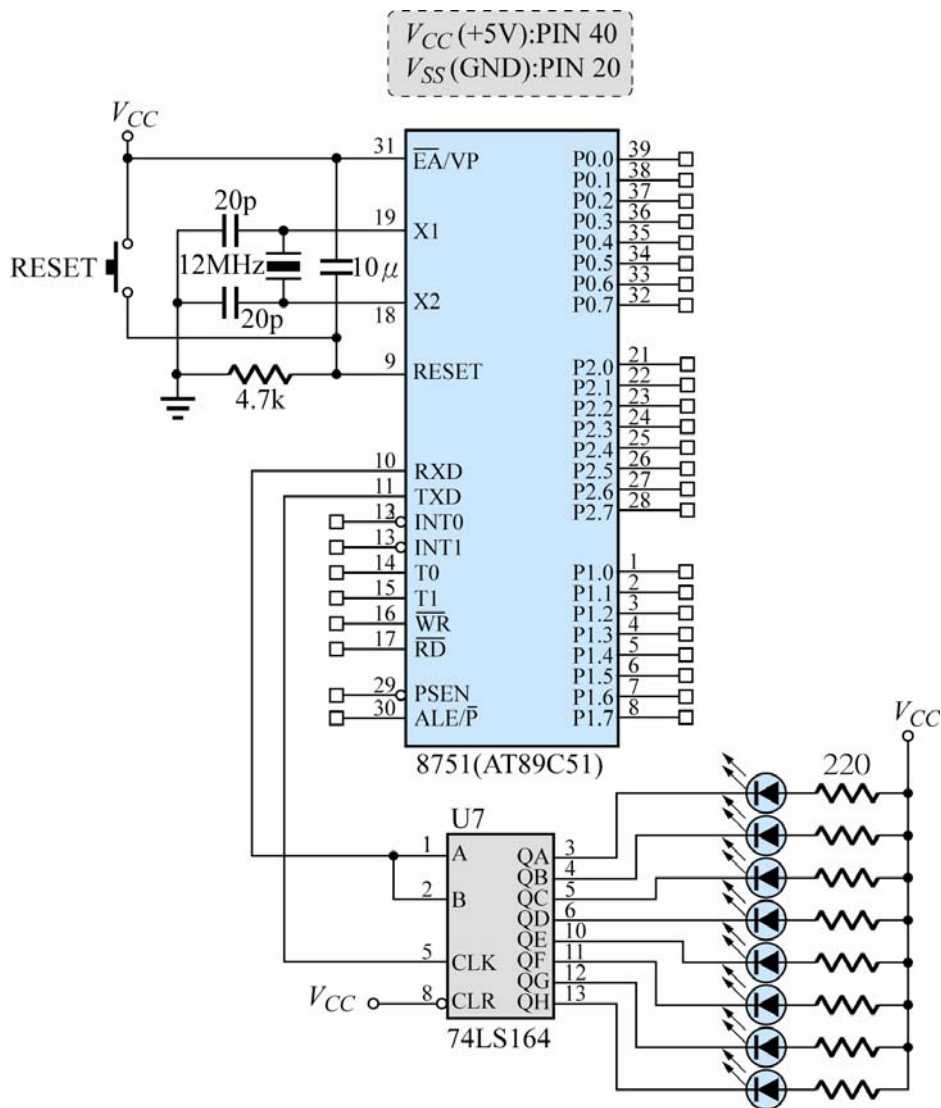 VCC(+5V):PIN 40
VSS(GND):PIN 20
VCC
RESET
20p
12MHz
20p
10μ
4.7k
31 EA/VP
19 X1
18 X2
9 RESET
10 RXD
11 TXD
INT0
13 INT1
14 T0
15 T1
16 WR
17 RD
29 PSEN
30 ALE/P
P0.0 39
P0.1 38
P0.2 37
P0.3 36
P0.4 35
P0.5 34
P0.6 33
P0.7 32
P2.0 21
P2.1 22
P2.2 23
P2.3 24
P2.4 25
P2.5 26
P2.6 27
P2.7 28
P1.0 1
P1.1 2
P1.2 3
P1.3 4
P1.4 5
P1.5 6
P1.6 7
P1.7 8
8751(AT89C51)
U7
1 A
2 B
5 CLK
VCC 8 CLR
QA 3
QB 4
QC 5
QD 6
QE 10
QF 11
QG 12
QH 13
74LS164
220
VCC